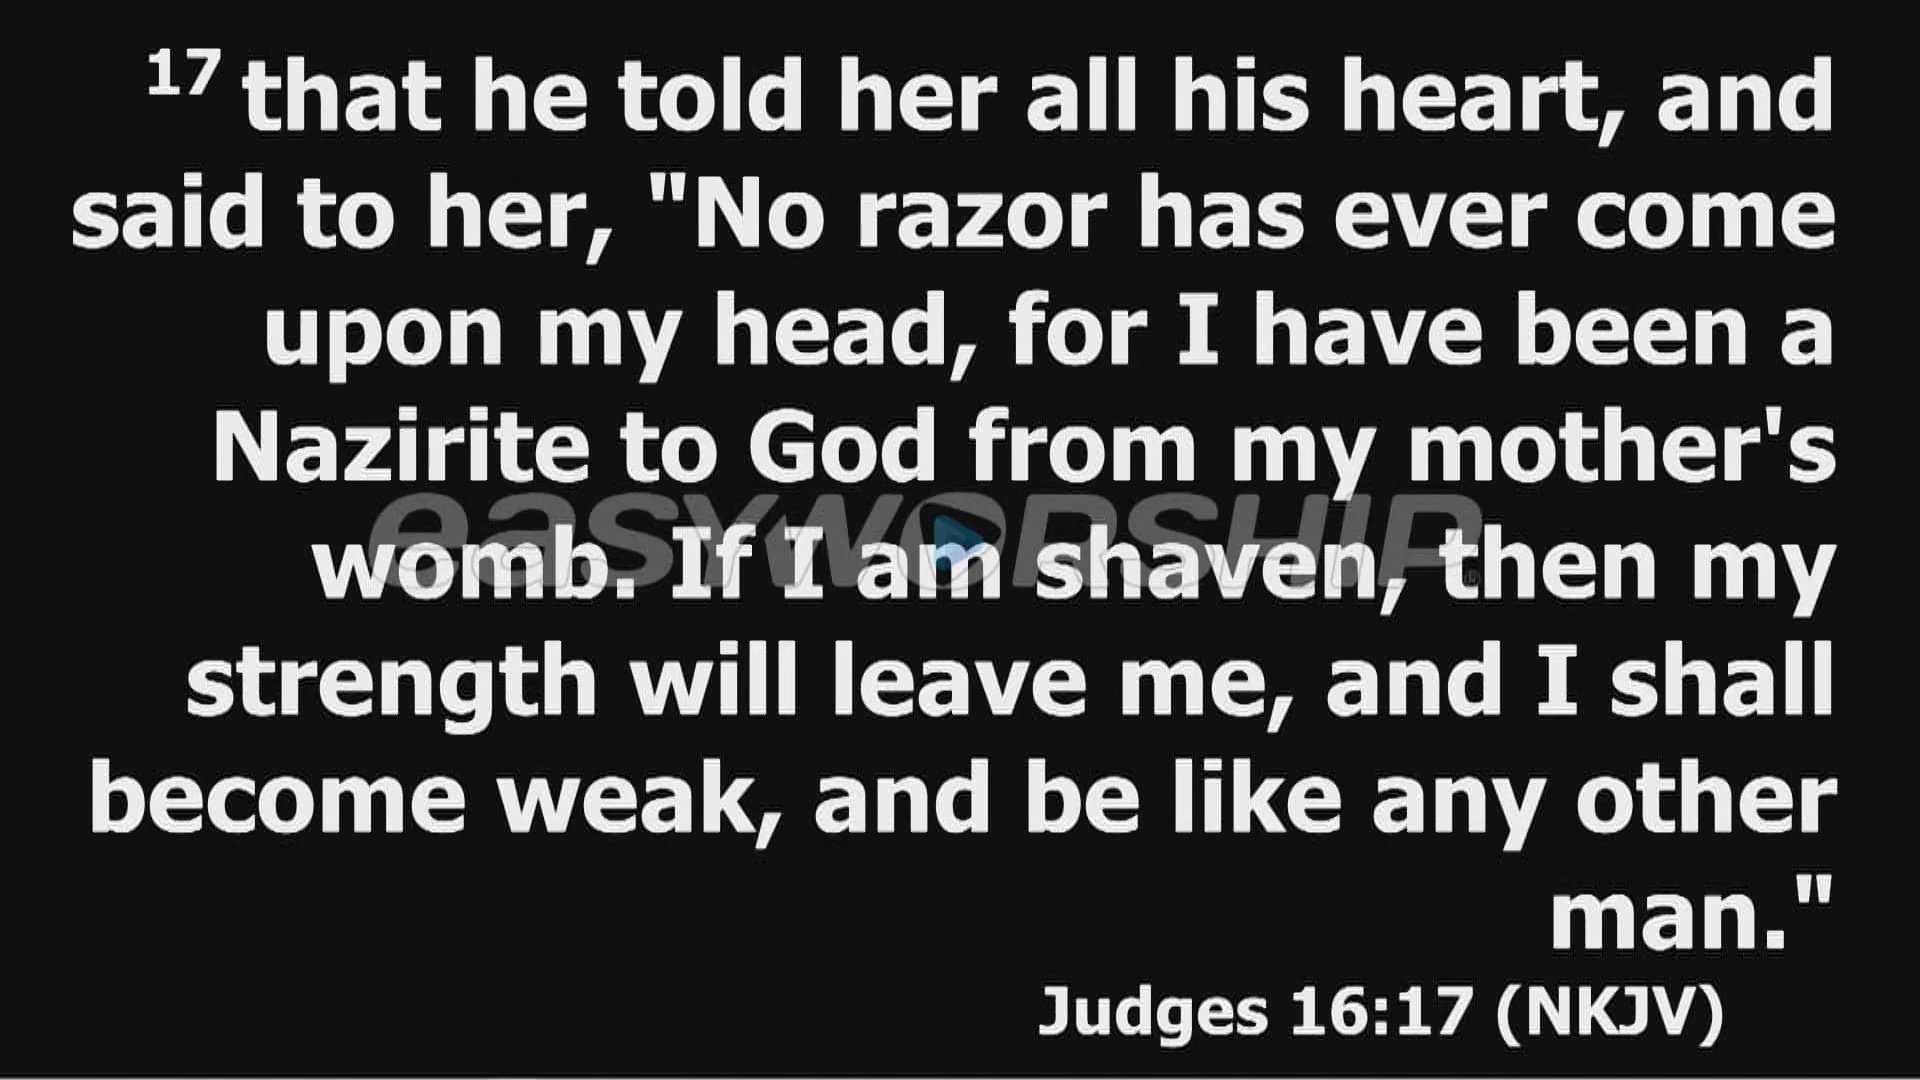 17 that he told her all his heart, and
said to her, "No razor has ever come
upon my head, for I have been a
Nazirite to God from my mother's
easyworship®
womb. If I am shaven, then my
strength will leave me, and I shall
become weak, and be like any other
man."
Judges 16:17 (NKJV)